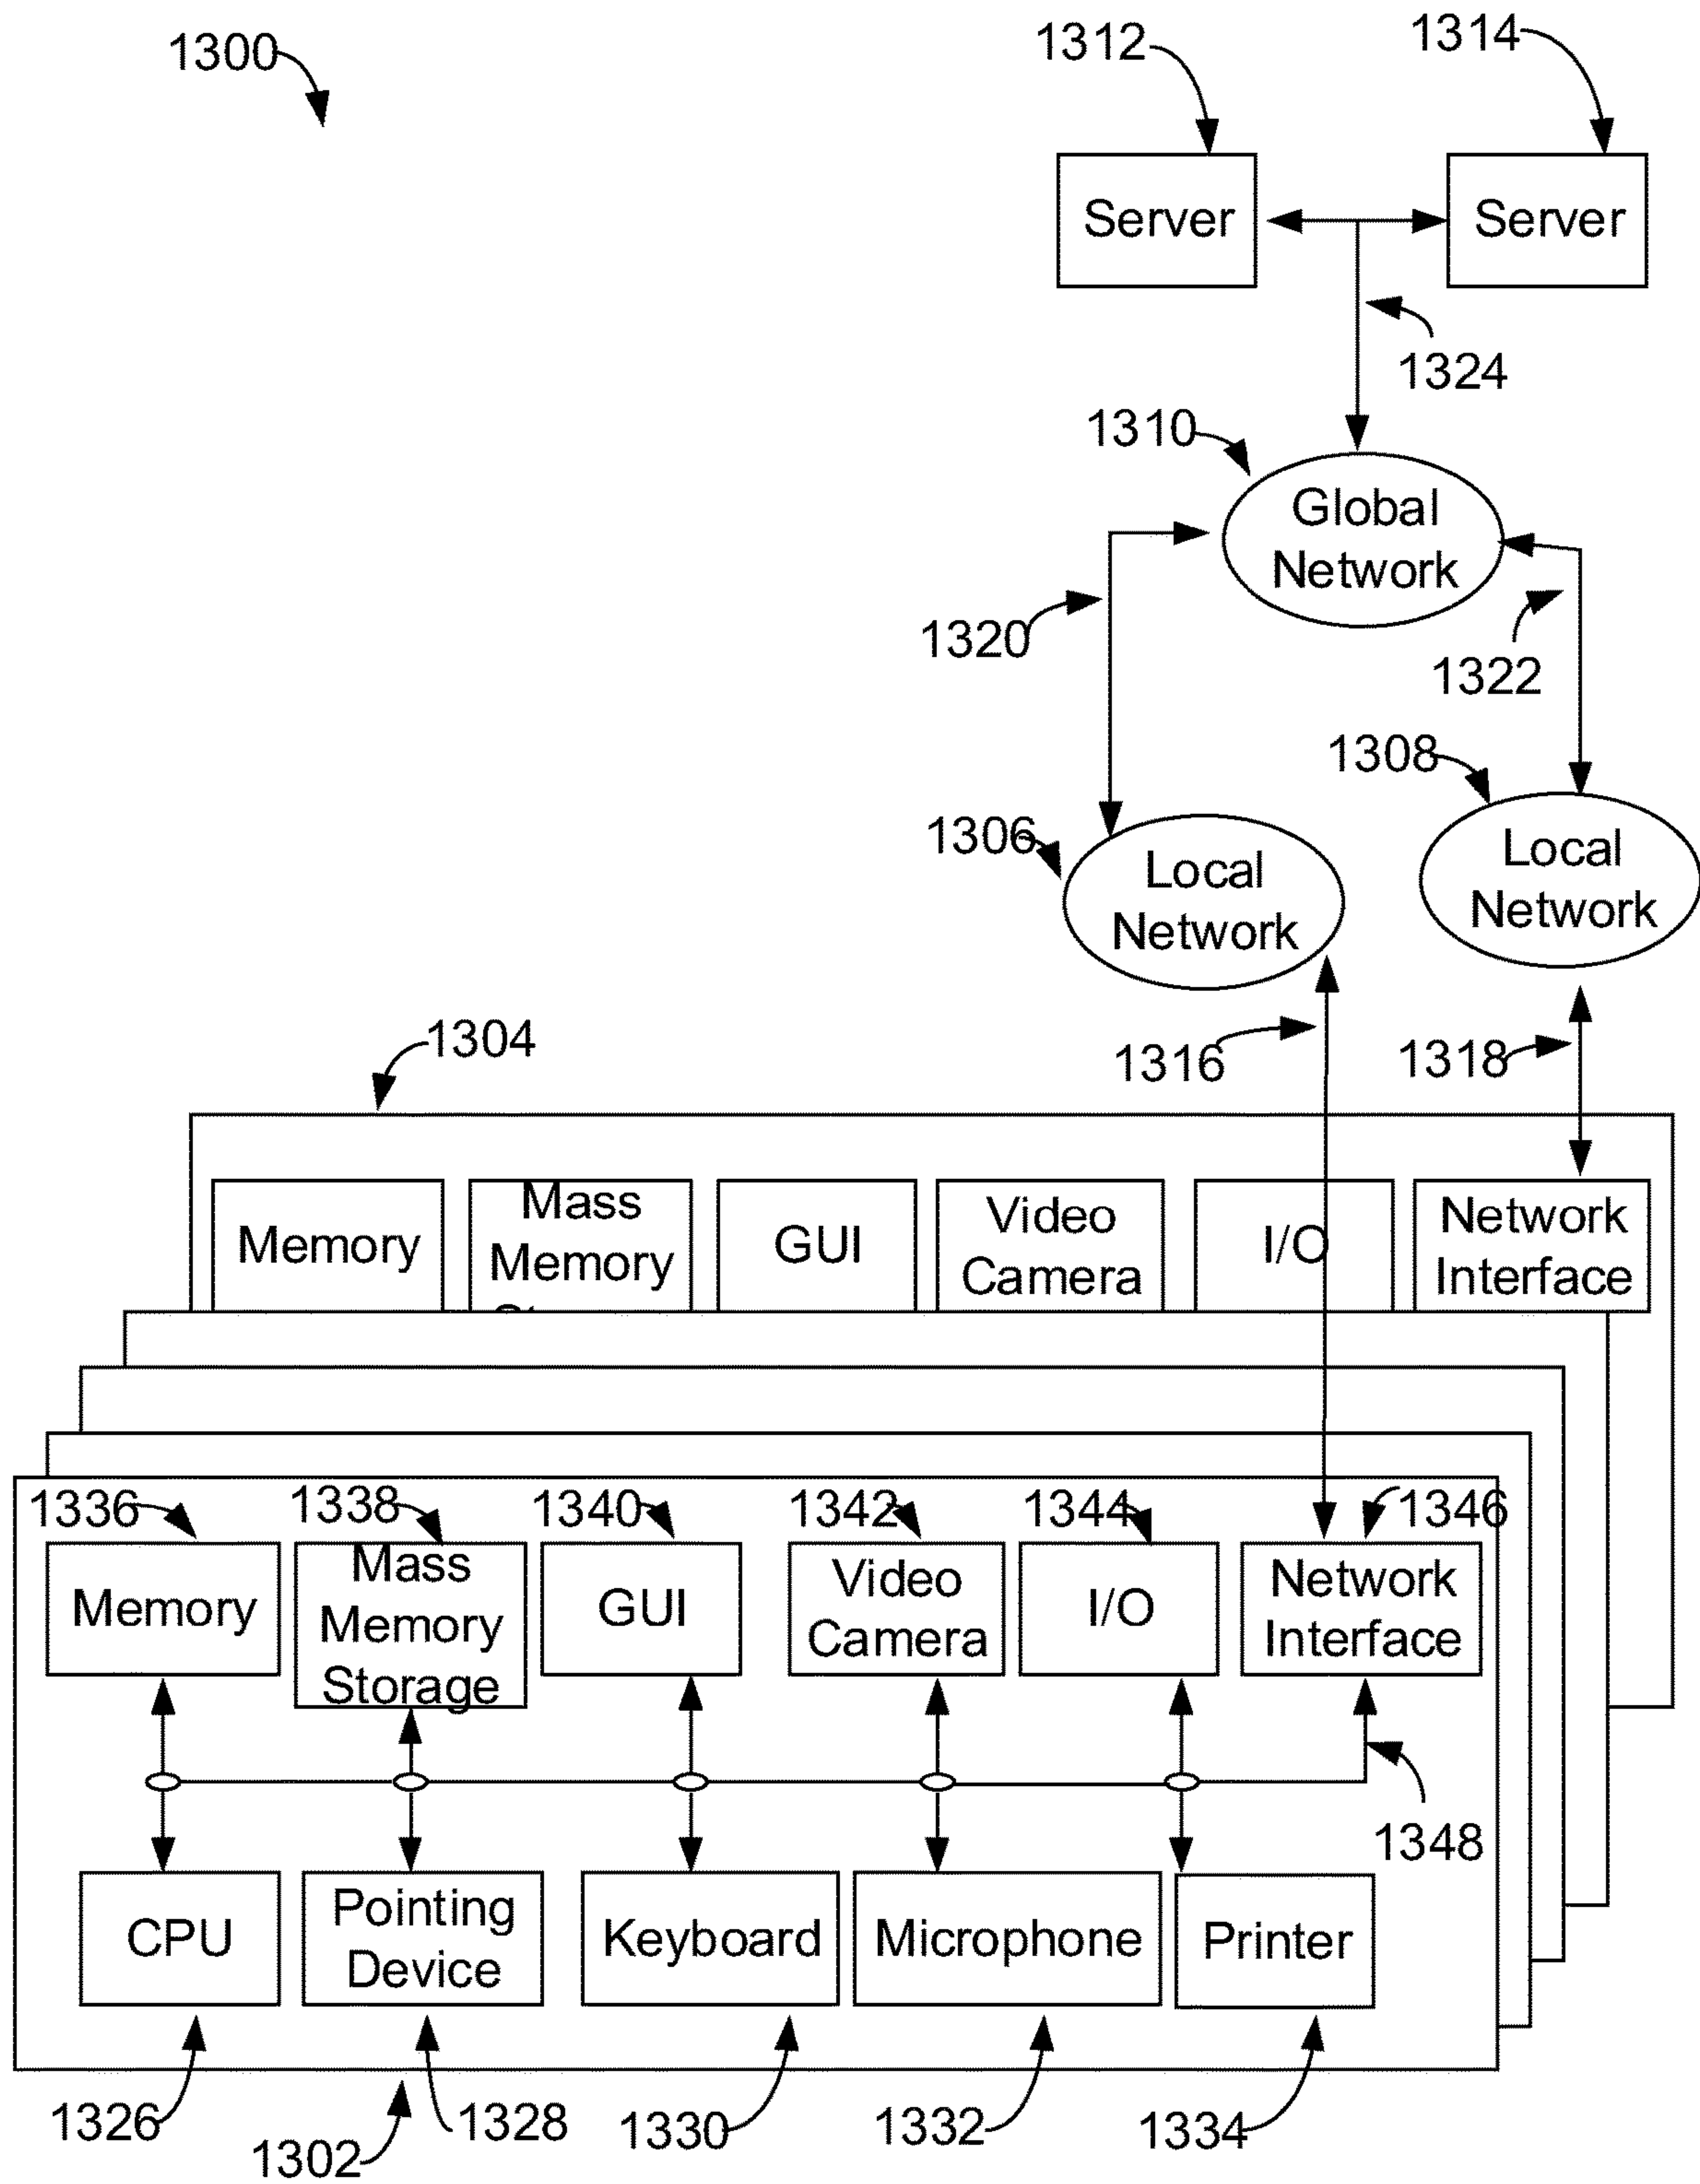 1300
1312
1314
Server
Server
1324
1310
Global
Network
1320
1322
1308
1306
Local
Network
Local
Network
1304
1316
1318
Memory
Mass
Memory
GUI
Video
Camera
I/O
Network
Interface
1336
1338
1340
1342
1344
1346
Memory
Mass
Memory
Storage
GUI
Video
Camera
I/O
Network
Interface
1348
CPU
Pointing
Device
Keyboard
Microphone
Printer
1326
1302
1328
1330
1332
1334